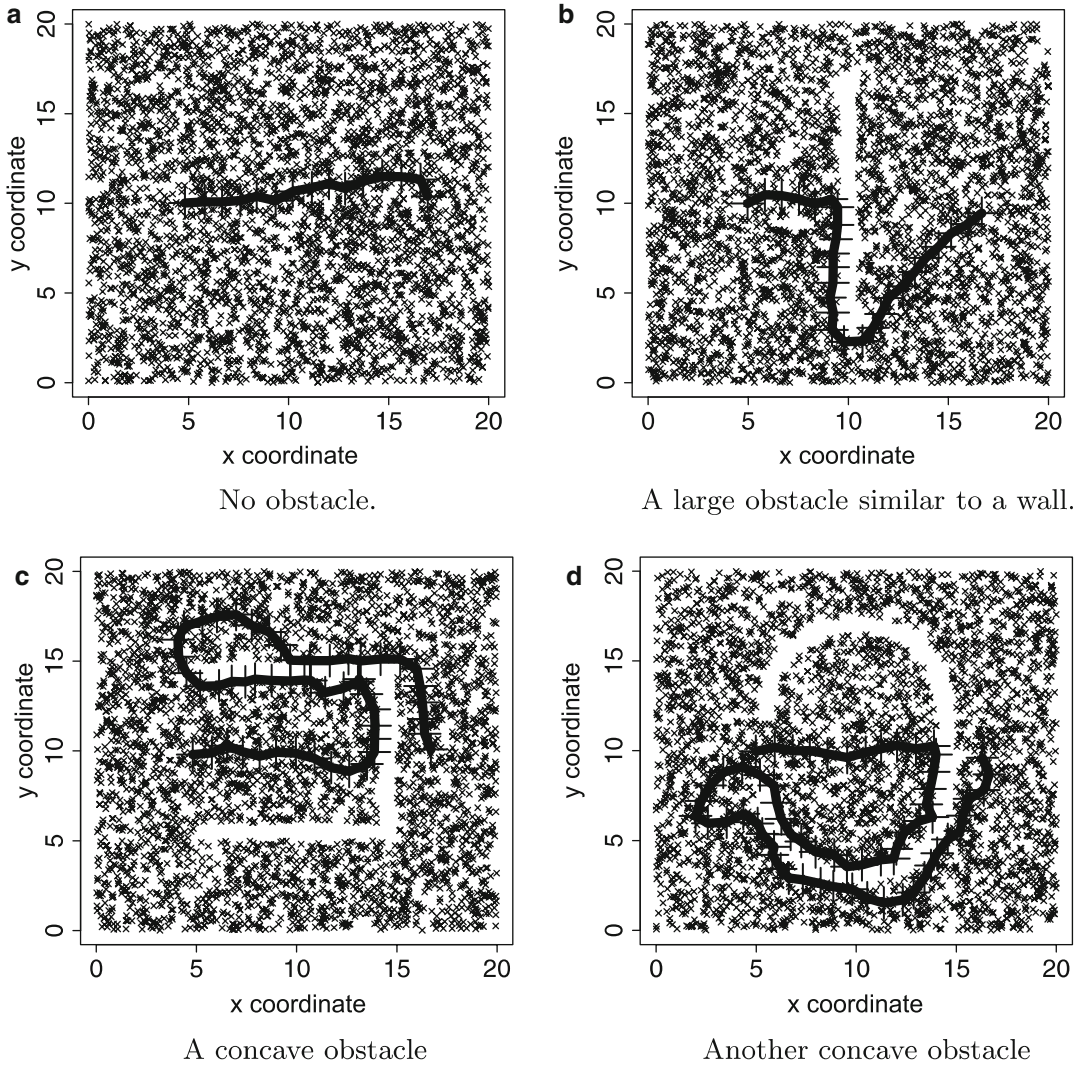 a
20
15
10
5
0
y coordinate
0 5 10 15 20
x coordinate
No obstacle.
b
20
15
10
5
0
y coordinate
0 5 10 15 20
x coordinate
A large obstacle similar to a wall.
c
20
15
10
5
0
y coordinate
0 5 10 15 20
x coordinate
A concave obstacle
d
20
15
10
5
0
y coordinate
0 5 10 15 20
x coordinate
Another concave obstacle